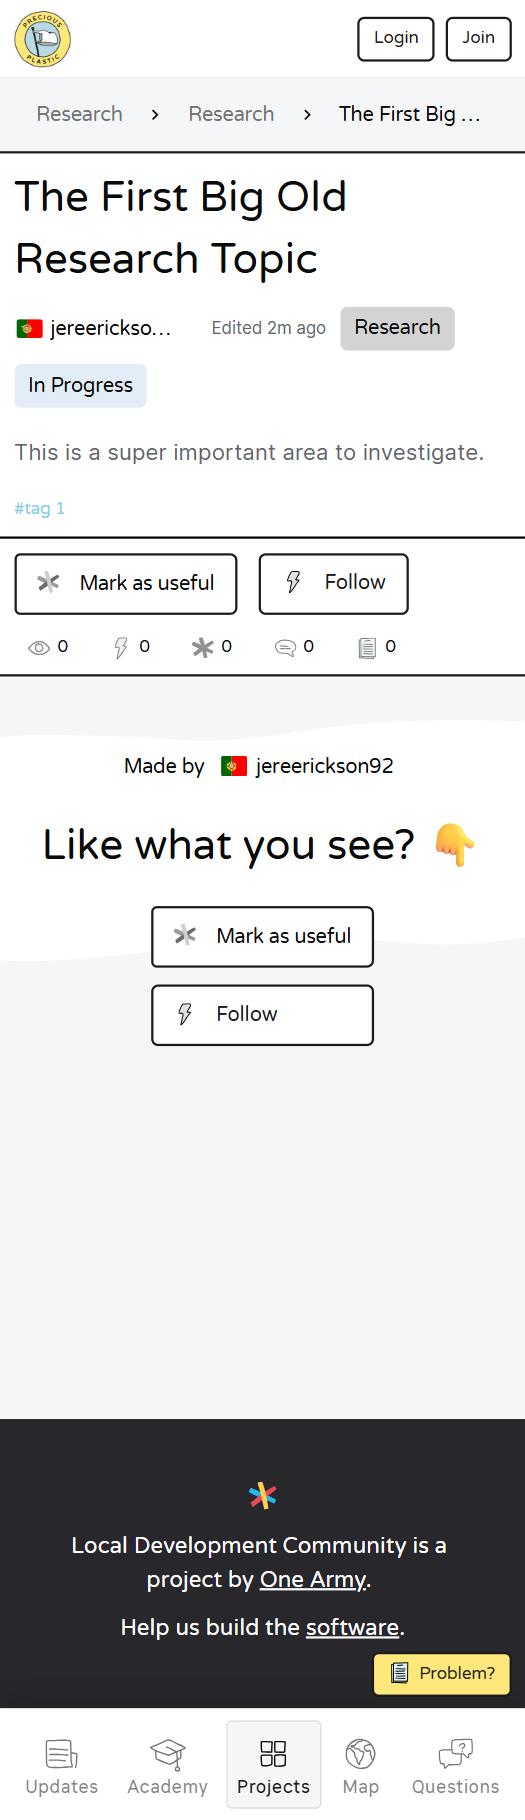 PRECIOUS
PLASTIC
Login
Join
Research
Research
The First Big ...
The First Big Old
Research Topic
jereerickso...
Edited 2m ago
Research
In Progress
This is a super important area to investigate.
#tag 1
Mark as useful
Follow
0
0
0
0
0
Made by jereerickson92
Like what you see? 👇
Mark as useful
Follow
Local Development Community is a
project by One Army.
Help us build the software.
Problem?
Updates
Academy
Projects
Map
Questions